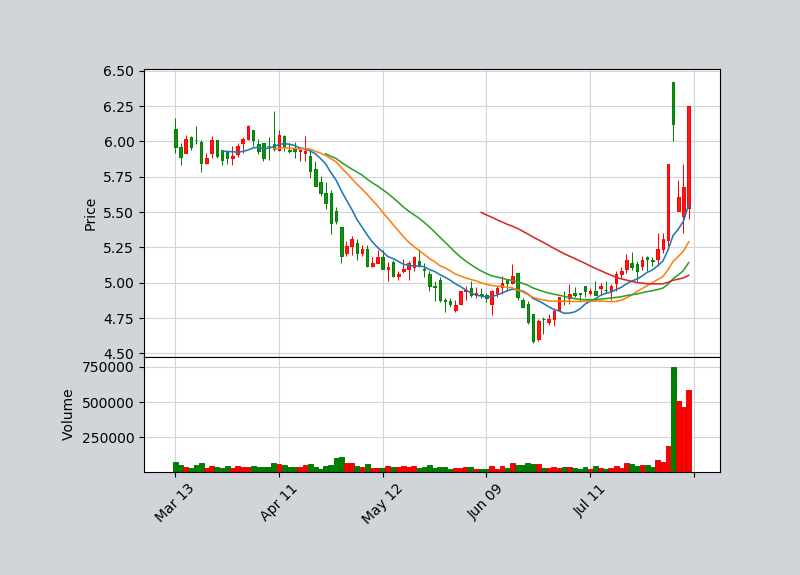 6.50
6.25
6.00
5.75
5.50
5.25
5.00
4.75
4.50
Price
750000
500000
250000
Volume
Mar 13
Apr 11
May 12
Jun 09
Jul 11